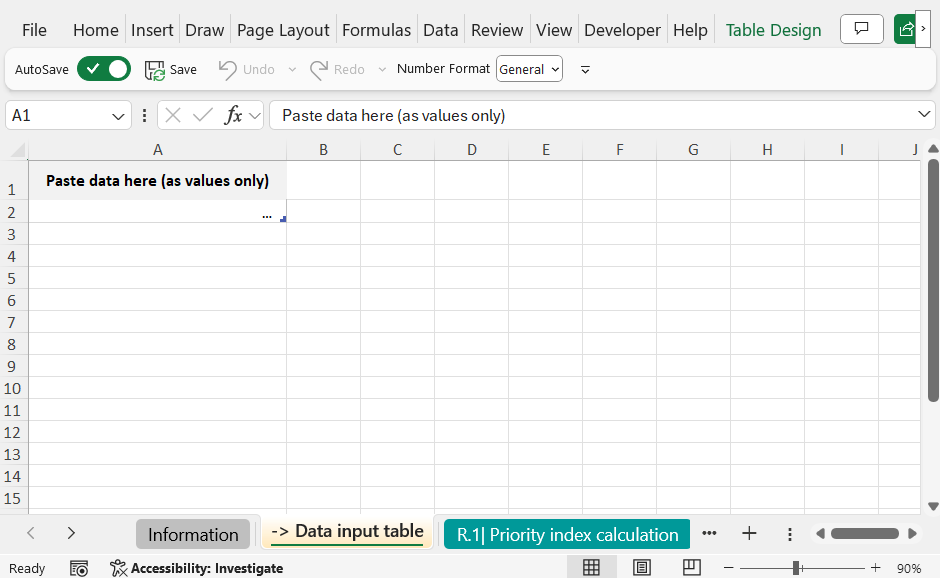 File Home Insert Draw Page Layout Formulas Data Review View Developer Help Table Design
AutoSave Save Undo Redo Number Format General
A1 fx Paste data here (as values only)
A B C D E F G H I J
1 Paste data here (as values only)
2 ...
3
4
5
6
7
8
9
10
11
12
13
14
15
Information -> Data input table R.1| Priority index calculation
Ready Accessibility: Investigate 90%